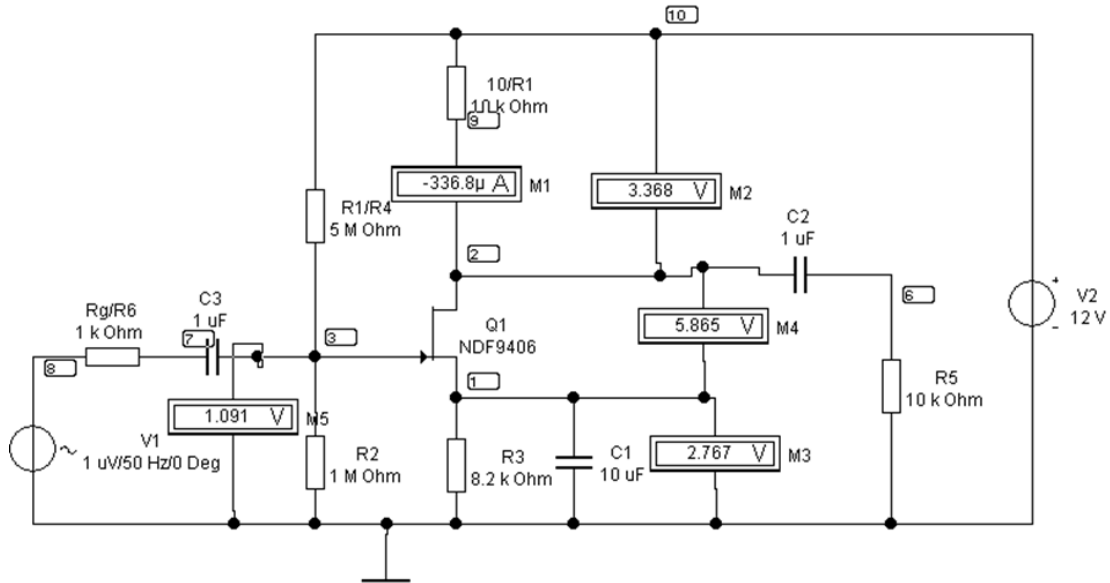 10
10/R1
10 k Ohm
9
-336.8µ A
M1
3.368 V
M2
R1/R4
5 M Ohm
C2
1 uF
2
6
V2
12 V
+
-
Rg/R6
1 k Ohm
C3
1 uF
7
3
Q1
NDF9406
5.865 V
M4
8
1
R5
10 k Ohm
1.091 V
M5
V1
1 uV/50 Hz/0 Deg
R2
1 M Ohm
R3
8.2 k Ohm
C1
10 uF
2.767 V
M3